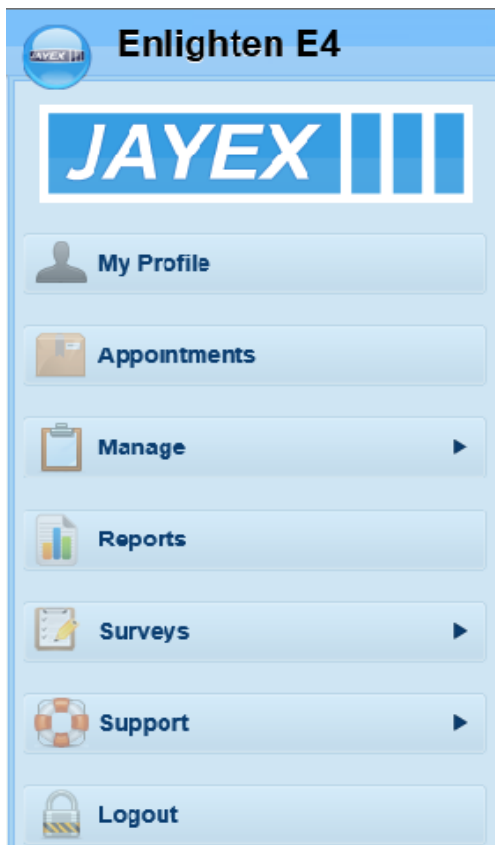 Enlighten E4
JAYEX
My Profile
Appointments
Manage
Reports
Surveys
Support
Logout